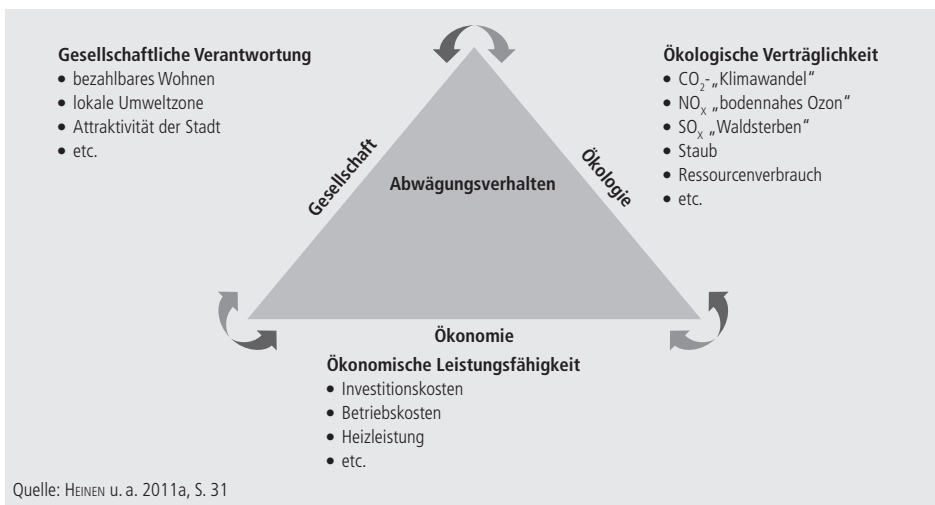 Gesellschaftliche Verantwortung
• bezahlbares Wohnen
• lokale Umweltzone
• Attraktivität der Stadt
• etc.
Ökologische Verträglichkeit
• CO₂-„Klimawandel“
• NOₓ „bodennahes Ozon“
• SOₓ „Waldsterben“
• Staub
• Ressourcenverbrauch
• etc.
Gesellschaft
Ökologie
Abwägungsverhalten
Ökonomie
Ökonomische Leistungsfähigkeit
• Investitionskosten
• Betriebskosten
• Heizleistung
• etc.
Quelle: HEINEN u. a. 2011a, S. 31